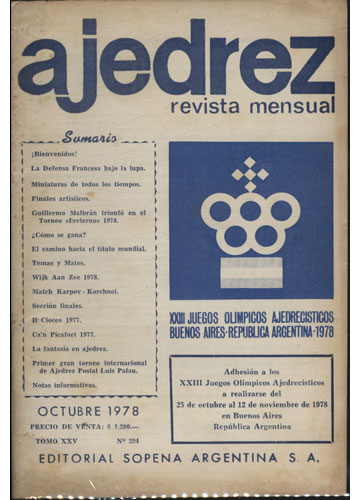 ajedrez
revista mensual
Sumario
¡Bienvenidos!
La Defensa Francesa bajo la lupa.
Miniaturas de todos los tiempos.
Finales artísticos.
Guillermo Malbrán triunfó en el
Torneo «Invierno» 1978.
¿Cómo se gana?
El camino hacia el título mundial.
Temas y Mates.
Wijk Aan Zee 1978.
Match Karpov - Korchnoi.
Sección finales.
II Ciocco 1977.
Ca'n Picafort 1977.
La fantasía en ajedrez.
Primer gran torneo internacional
de Ajedrez Postal Luis Palau.
Notas informativas.
XXIII JUEGOS OLIMPICOS AJEDRECISTICOS
BUENOS AIRES·REPUBLICA ARGENTINA·1978
Adhesión a los
XXIII Juegos Olímpicos Ajedrecísticos
a realizarse del
25 de octubre al 12 de noviembre de 1978
en Buenos Aires
República Argentina
OCTUBRE 1978
PRECIO DE VENTA: $ 1.200.—
TOMO XXV Nº 294
EDITORIAL SOPENA ARGENTINA S. A.